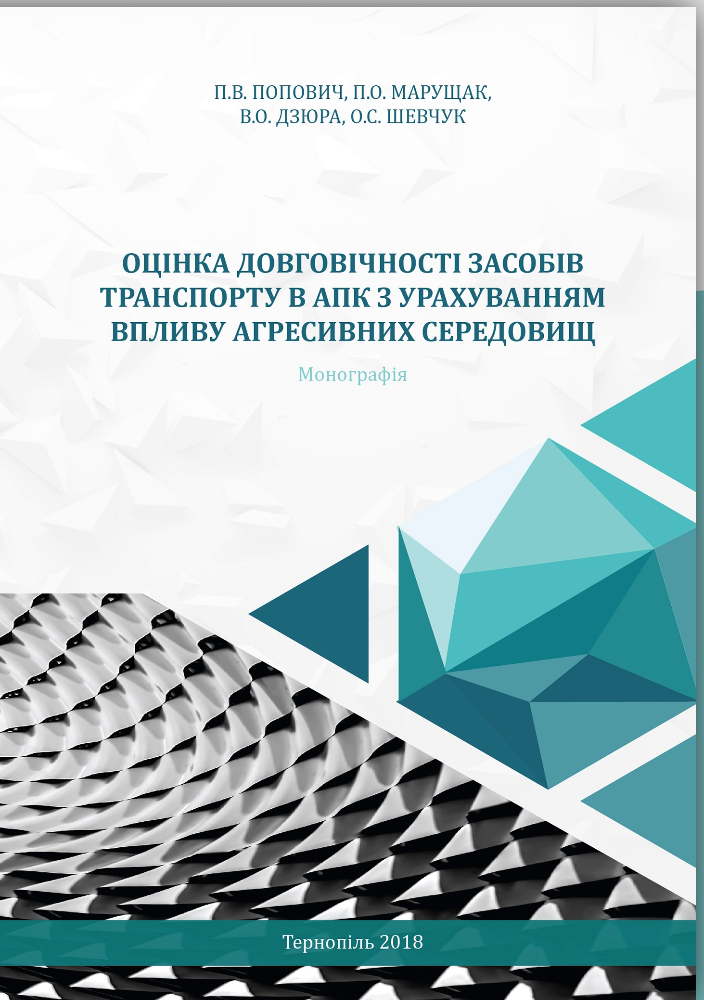 П.В. ПОПОВИЧ, П.О. МАРУЩАК,
В.О. ДЗЮРА, О.С. ШЕВЧУК
ОЦІНКА ДОВГОВІЧНОСТІ ЗАСОБІВ
ТРАНСПОРТУ В АПК З УРАХУВАННЯМ
ВПЛИВУ АГРЕСИВНИХ СЕРЕДОВИЩ
Монографія
Тернопіль 2018